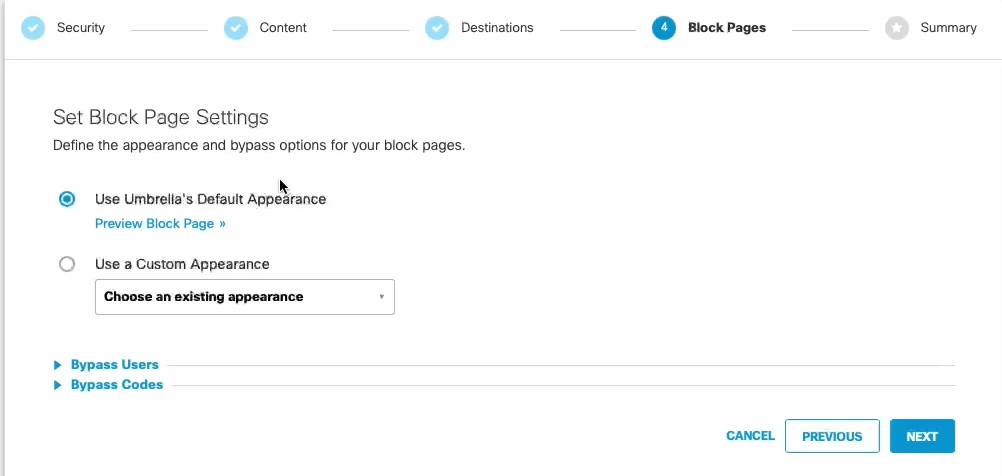 Security
Content
Destinations
4 Block Pages
Summary
Set Block Page Settings
Define the appearance and bypass options for your block pages.
Use Umbrella's Default Appearance
Preview Block Page »
Use a Custom Appearance
Choose an existing appearance
Bypass Users
Bypass Codes
CANCEL
PREVIOUS
NEXT